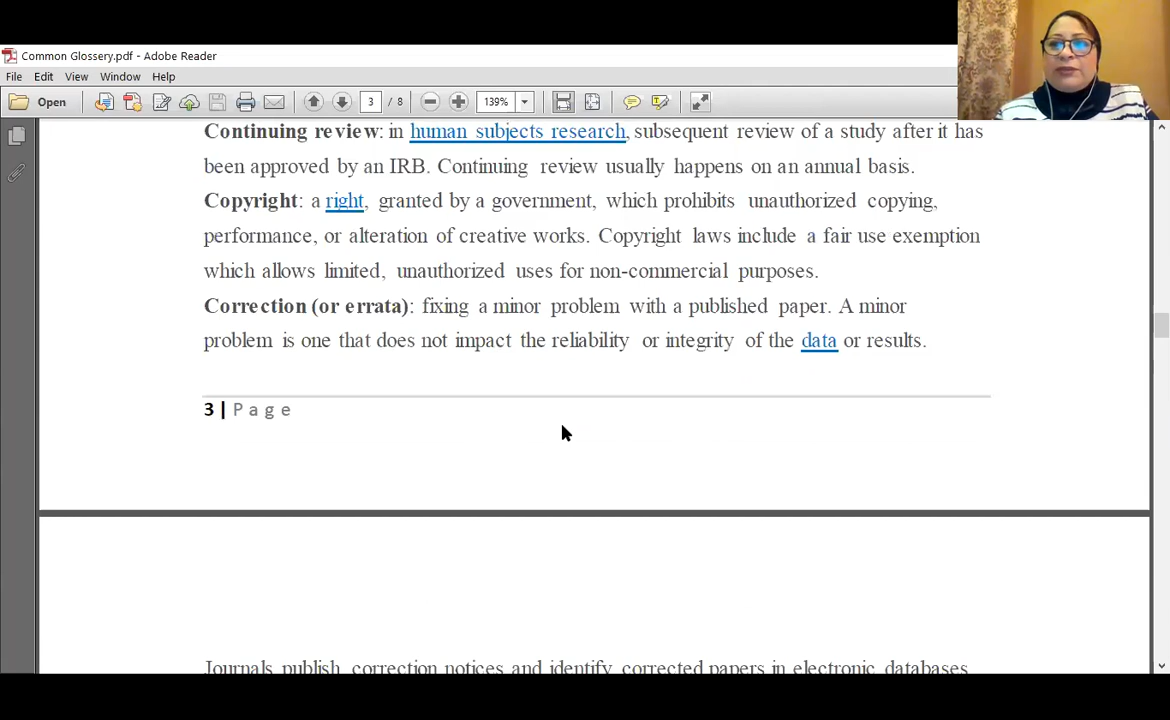 Common Glossery.pdf - Adobe Reader
File Edit View Window Help
Open 3 / 8 139%
Continuing review: in human subjects research, subsequent review of a study after it has
been approved by an IRB. Continuing review usually happens on an annual basis.
Copyright: a right, granted by a government, which prohibits unauthorized copying,
performance, or alteration of creative works. Copyright laws include a fair use exemption
which allows limited, unauthorized uses for non-commercial purposes.
Correction (or errata): fixing a minor problem with a published paper. A minor
problem is one that does not impact the reliability or integrity of the data or results.
3 | Page
Journals publish correction notices and identify corrected papers in electronic databases